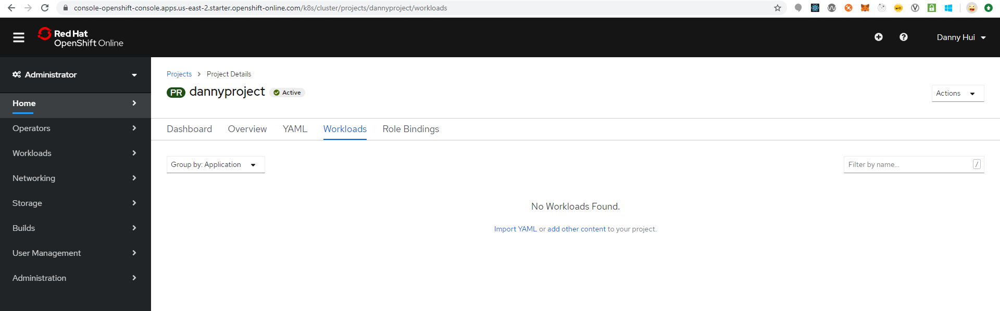 console-openshift-console.apps.us-east-2.starter.openshift-online.com/k8s/cluster/projects/dannyproject/workloads
Red Hat
OpenShift Online
Danny Hui
Administrator
Home
Operators
Workloads
Networking
Storage
Builds
User Management
Administration
Projects > Project Details
PR dannyproject Active
Actions
Dashboard Overview YAML Workloads Role Bindings
Group by: Application
Filter by name... /
No Workloads Found.
Import YAML or add other content to your project.